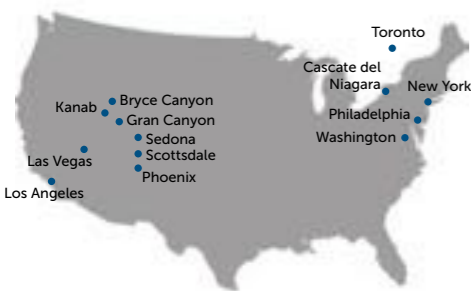 Toronto
Cascate del
Niagara
New York
Philadelphia
Washington
Bryce Canyon
Kanab
Gran Canyon
Sedona
Las Vegas
Scottsdale
Phoenix
Los Angeles